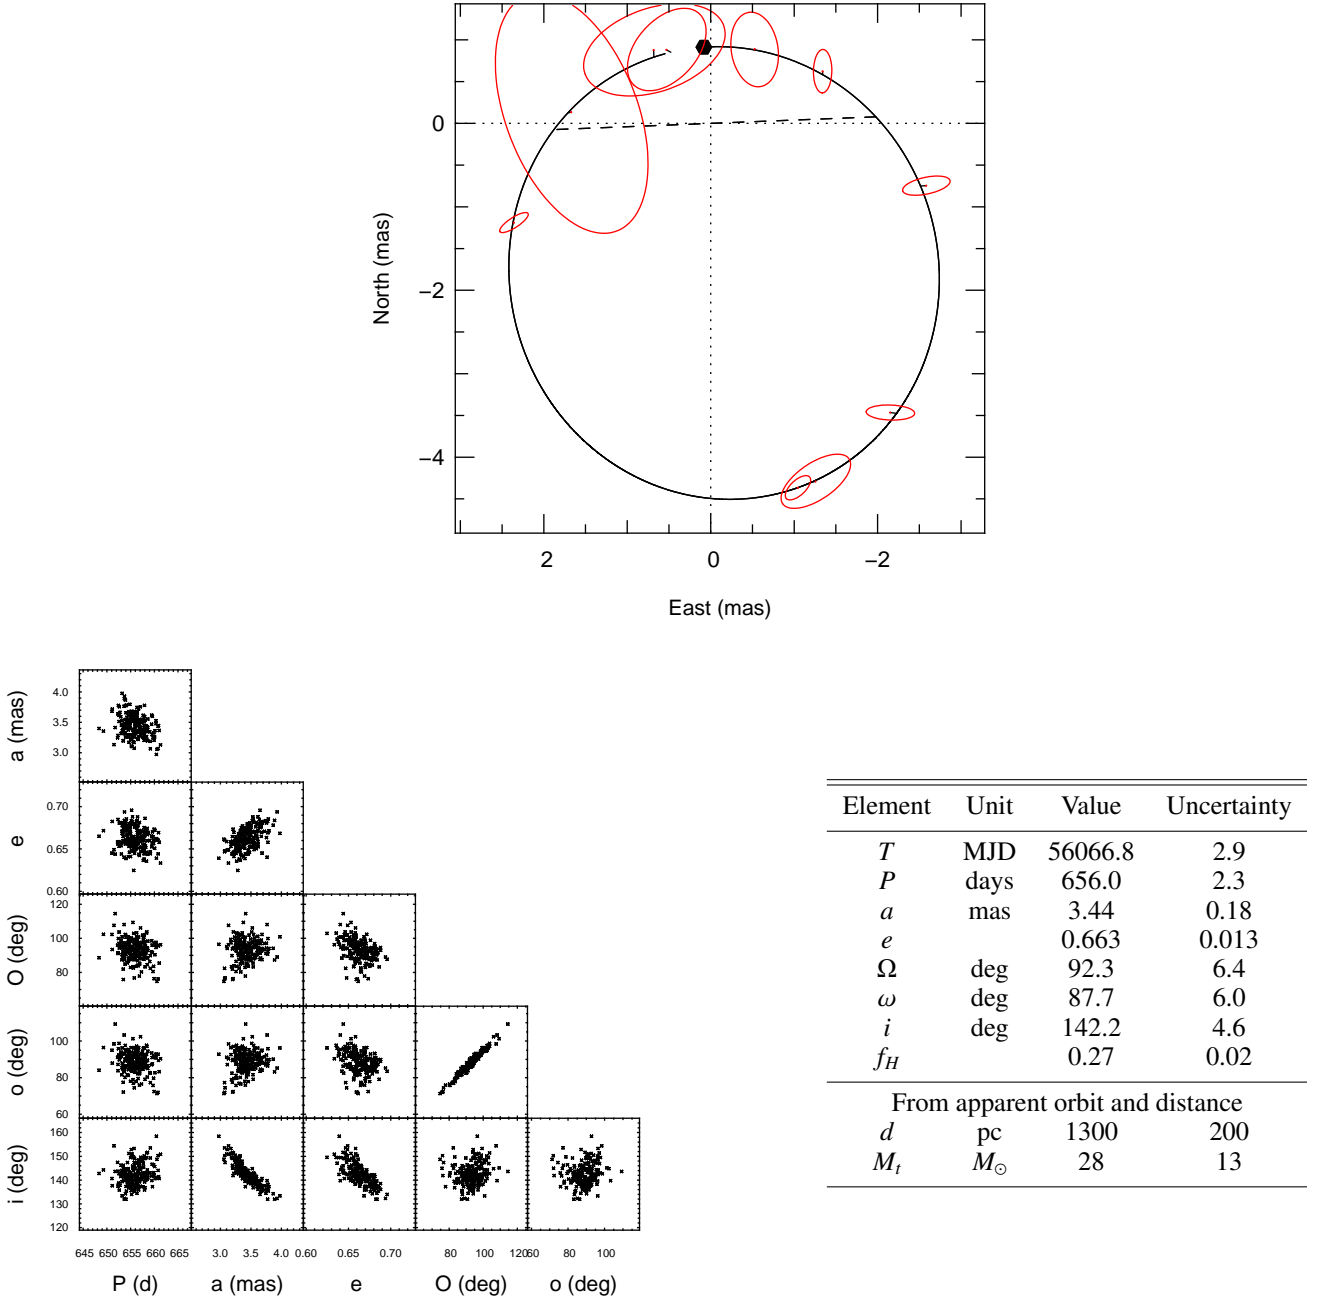 0
−2
−4
North (mas)
2 0 −2
East (mas)
a (mas)
4.0
3.5
3.0
e
0.70
0.65
0.60
O (deg)
120
100
80
o (deg)
100
80
60
i (deg)
160
150
140
130
120
645 650 655 660 665 3.0 3.5 4.0 0.60 0.65 0.70 80 100 120 60 80 100
P (d) a (mas) e O (deg) o (deg)
Element Unit Value Uncertainty
T MJD 56066.8 2.9
P days 656.0 2.3
a mas 3.44 0.18
e 0.663 0.013
Ω deg 92.3 6.4
ω deg 87.7 6.0
i deg 142.2 4.6
f_H 0.27 0.02
From apparent orbit and distance
d pc 1300 200
M_t M_⊙ 28 13